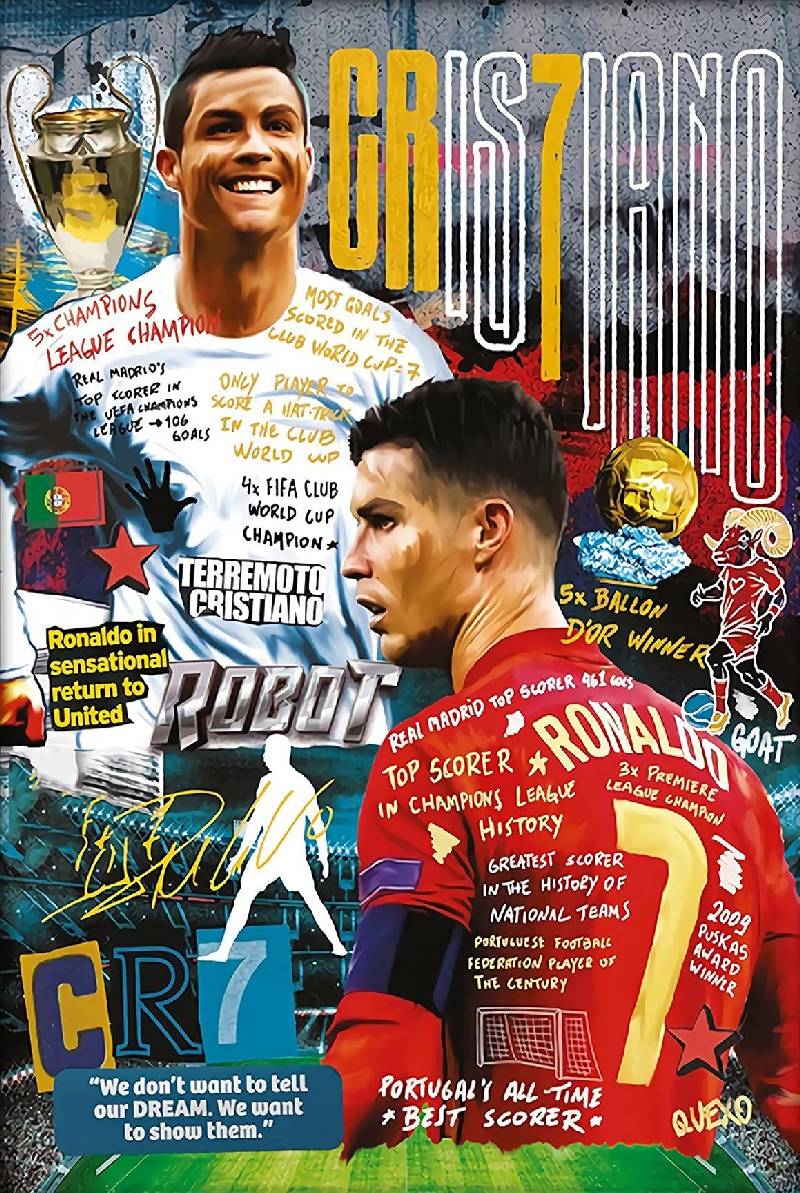 CRIS7IANO
5x CHAMPIONS
LEAGUE CHAMPION
MOST GOALS
SCORED IN THE
CLUB WORLD CUP=7
REAL MADRID'S
TOP SCORER IN
THE UEFA CHAMPIONS
LEAGUE → 106
GOALS
ONLY PLAYER TO
SCORE A HAT-TRICK
IN THE CLUB
WORLD CUP
4x FIFA CLUB
WORLD CUP
CHAMPION★
TERREMOTO
CRISTIANO
Ronaldo in
sensational
return to
United
ROBOT
5x BALLON
D'OR WINNER
GOAT
REAL MADRID TOP SCORER 461
RONALDO
TOP SCORER ★
IN CHAMPIONS LEAGUE
HISTORY
3x PREMIERE
LEAGUE CHAMPION
GREATEST SCORER
IN THE HISTORY OF
NATIONAL TEAMS
PORTUGUESE FOOTBALL
FEDERATION PLAYER OF
THE CENTURY
7
2009
PUSKAS
AWARD
WINNER
CR7
PORTUGAL'S ALL-TIME
★ BEST SCORER ★
QUEXO
"We don't want to tell
our DREAM. We want
to show them."